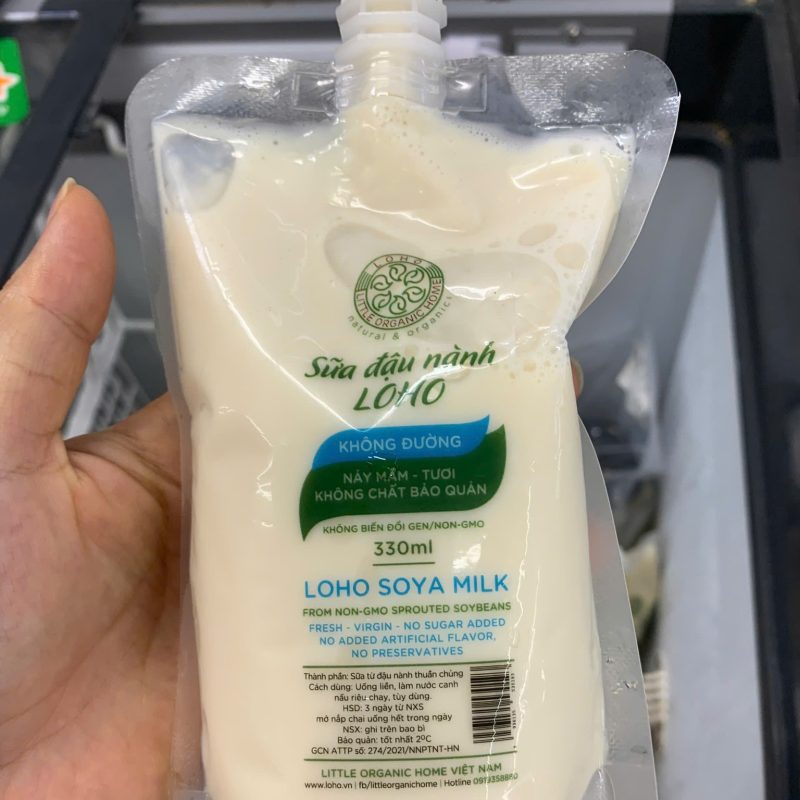 LOHO
LITTLE ORGANIC HOME
natural & organics
Sữa đậu nành
LOHO
KHÔNG ĐƯỜNG
NẢY MẦM - TƯƠI
KHÔNG CHẤT BẢO QUẢN
KHÔNG BIẾN ĐỔI GEN/NON-GMO
330ml
LOHO SOYA MILK
FROM NON-GMO SPROUTED SOYBEANS
FRESH - VIRGIN - NO SUGAR ADDED
NO ADDED ARTIFICIAL FLAVOR,
NO PRESERVATIVES
Thành phần: Sữa từ đậu nành thuần chủng
Cách dùng: Uống liền, làm nước canh
nấu riêu chay, tùy dùng.
HSD: 3 ngày từ NXS
mở nắp chai uống hết trong ngày
NSX: ghi trên bao bì
Bảo quản: tốt nhất 2ºC
GCN ATTP số: 274/2021/NNPTNT-HN
LITTLE ORGANIC HOME VIỆT NAM
www.loho.vn | fb/littleorganichome | Hotline 0919358880